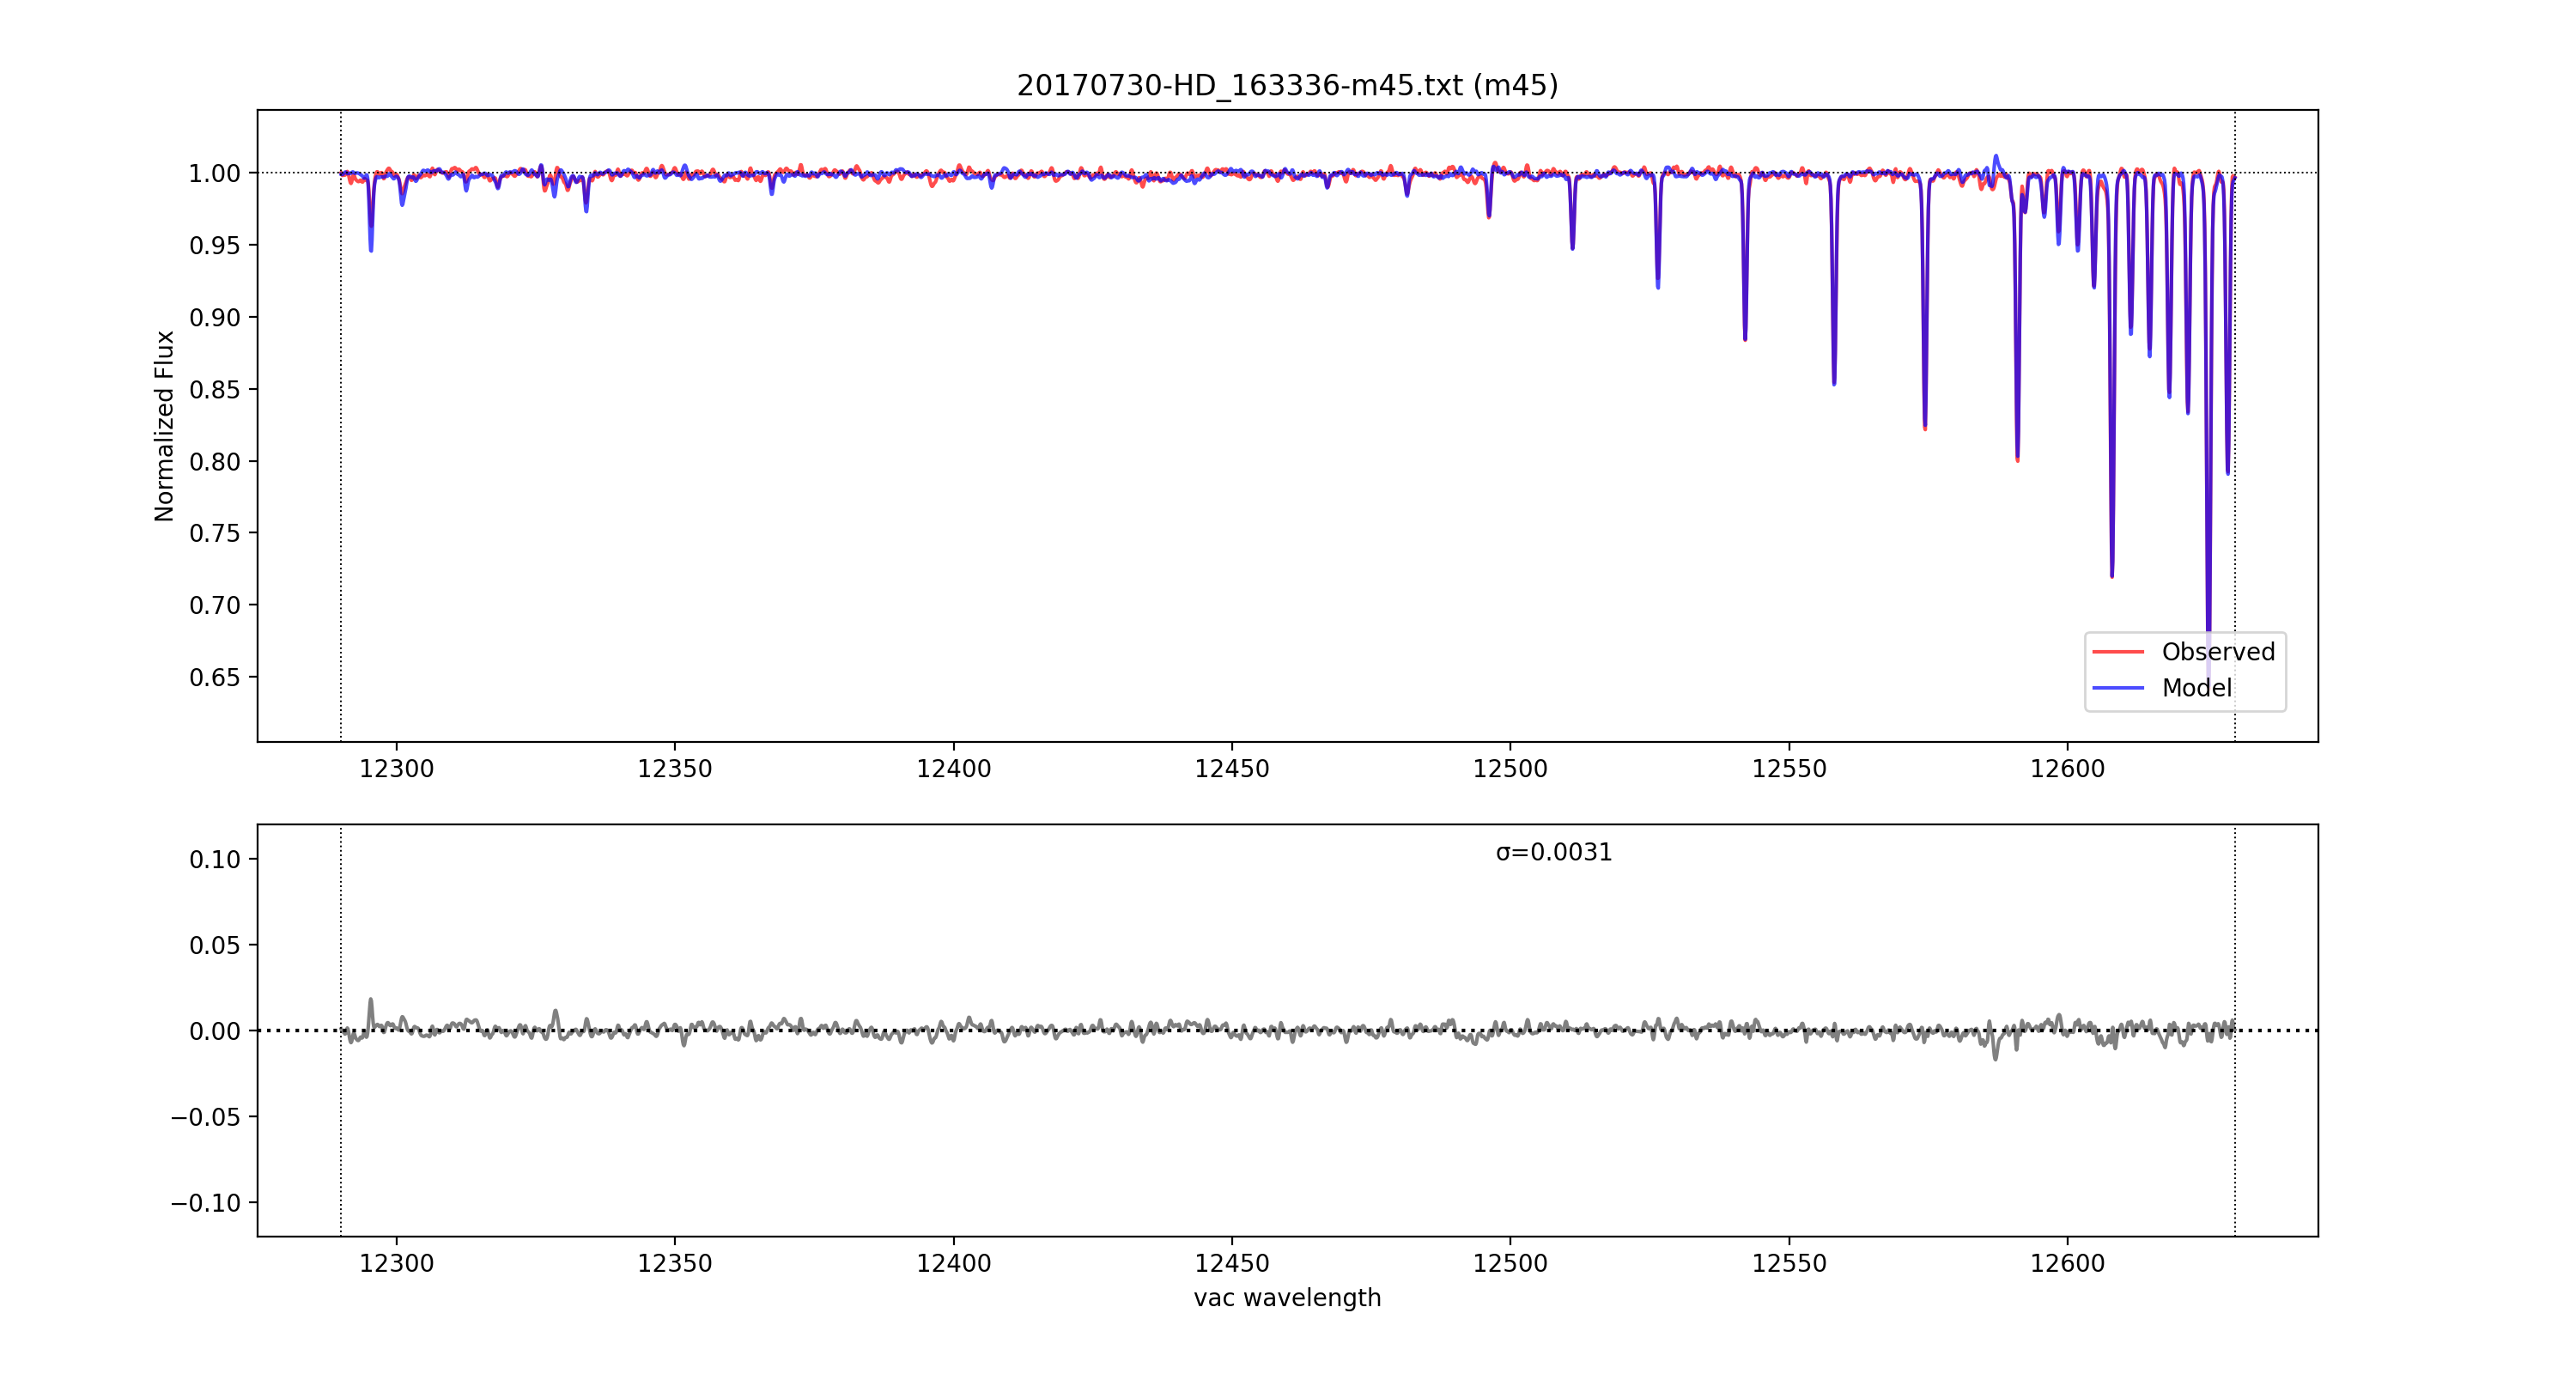 20170730-HD_163336-m45.txt (m45)
Normalized Flux
1.00
0.95
0.90
0.85
0.80
0.75
0.70
0.65
Observed
Model
12300 12350 12400 12450 12500 12550 12600
σ=0.0031
0.10
0.05
0.00
−0.05
−0.10
12300 12350 12400 12450 12500 12550 12600
vac wavelength